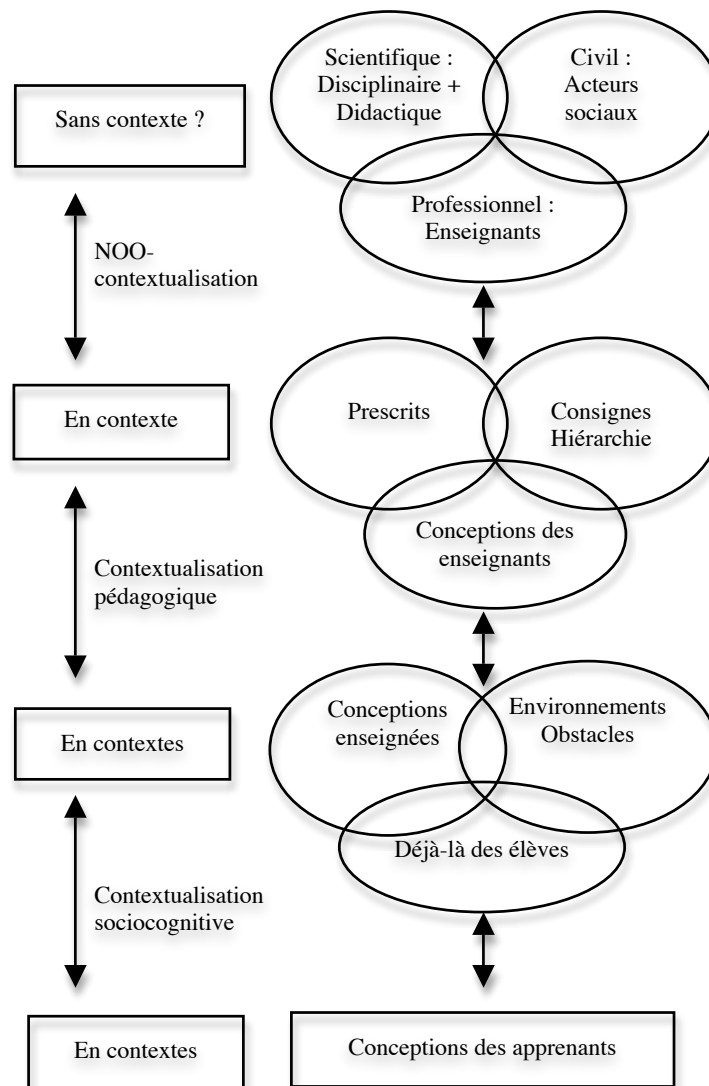 Scientifique :
Disciplinaire +
Didactique
Civil :
Acteurs
sociaux
Sans contexte ?
Professionnel :
Enseignants
NOO-
contextualisation
En contexte
Prescrits
Consignes
Hiérarchie
Conceptions des
enseignants
Contextualisation
pédagogique
En contextes
Conceptions
enseignées
Environnements
Obstacles
Déjà-là des élèves
Contextualisation
sociocognitive
En contextes
Conceptions des apprenants